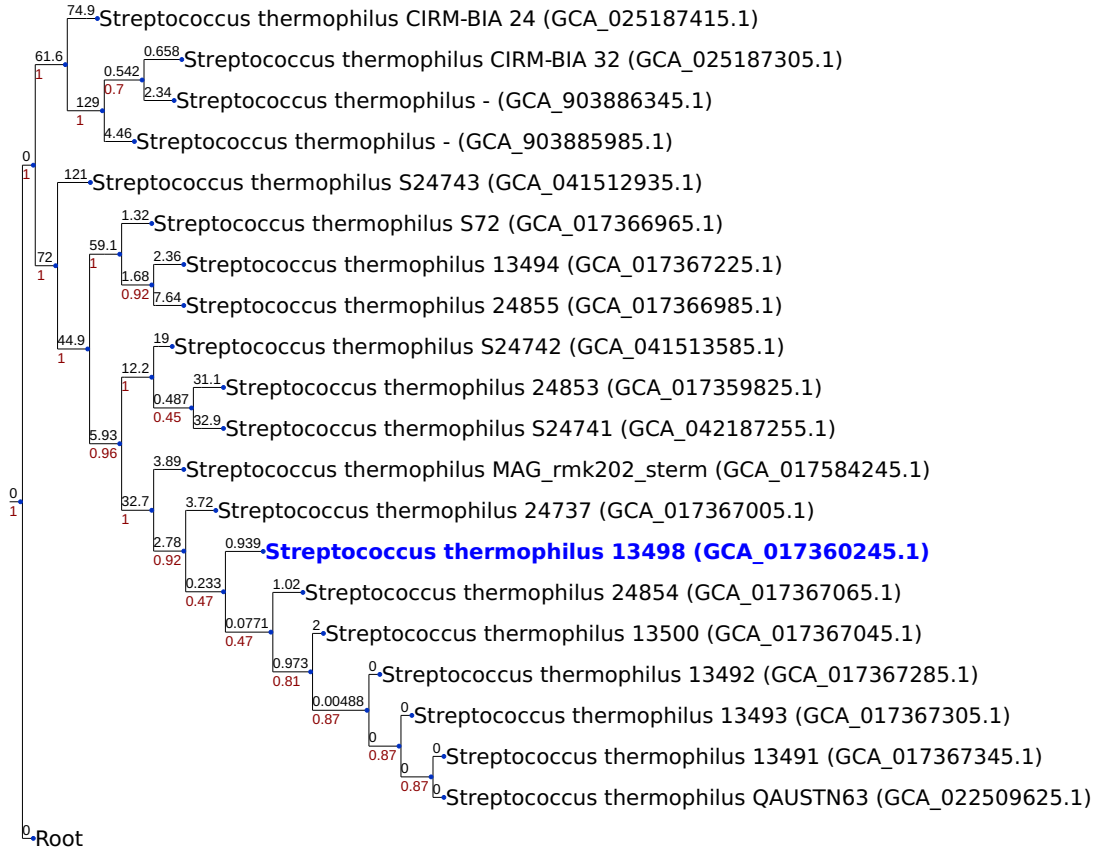 74.9 Streptococcus thermophilus CIRM-BIA 24 (GCA_025187415.1)
0.658 Streptococcus thermophilus CIRM-BIA 32 (GCA_025187305.1)
61.6
1
0.542
0.7
2.34 Streptococcus thermophilus - (GCA_903886345.1)
129
1
4.46 Streptococcus thermophilus - (GCA_903885985.1)
0
1
121 Streptococcus thermophilus S24743 (GCA_041512935.1)
1.32 Streptococcus thermophilus S72 (GCA_017366965.1)
59.1
1
72
1
2.36 Streptococcus thermophilus 13494 (GCA_017367225.1)
1.68
0.92
7.64 Streptococcus thermophilus 24855 (GCA_017366985.1)
44.9
1
19 Streptococcus thermophilus S24742 (GCA_041513585.1)
12.2
1
31.1 Streptococcus thermophilus 24853 (GCA_017359825.1)
0.487
0.45
32.9 Streptococcus thermophilus S24741 (GCA_042187255.1)
5.93
0.96
3.89 Streptococcus thermophilus MAG_rmk202_sterm (GCA_017584245.1)
0
1
32.7
1
3.72 Streptococcus thermophilus 24737 (GCA_017367005.1)
2.78
0.92
0.939 Streptococcus thermophilus 13498 (GCA_017360245.1)
0.233
0.47
1.02 Streptococcus thermophilus 24854 (GCA_017367065.1)
0.0771
0.47
2 Streptococcus thermophilus 13500 (GCA_017367045.1)
0.973
0.81
0 Streptococcus thermophilus 13492 (GCA_017367285.1)
0.00488
0.87
0 Streptococcus thermophilus 13493 (GCA_017367305.1)
0
0.87
0 Streptococcus thermophilus 13491 (GCA_017367345.1)
0
0.87
0 Streptococcus thermophilus QAUSTN63 (GCA_022509625.1)
0 Root